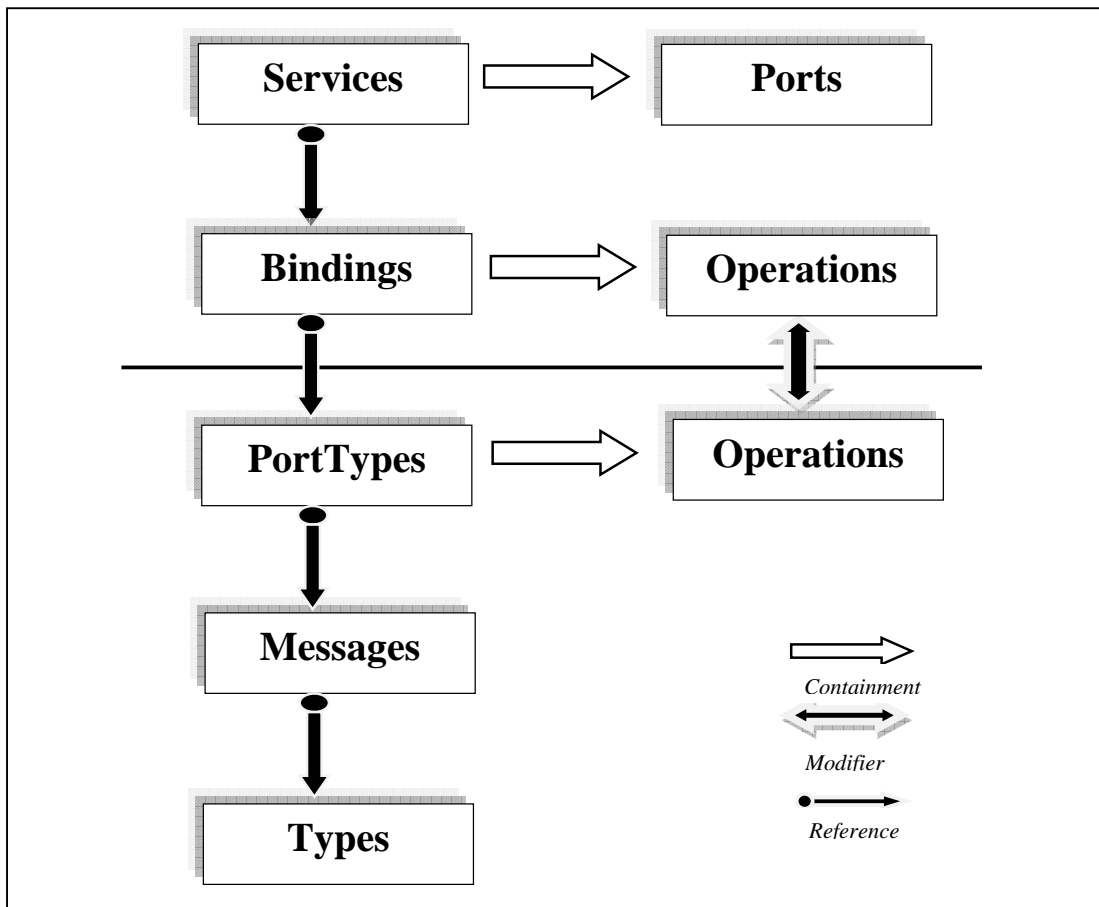 Services
Ports
Bindings
Operations
PortTypes
Operations
Messages
Containment
Modifier
Reference
Types